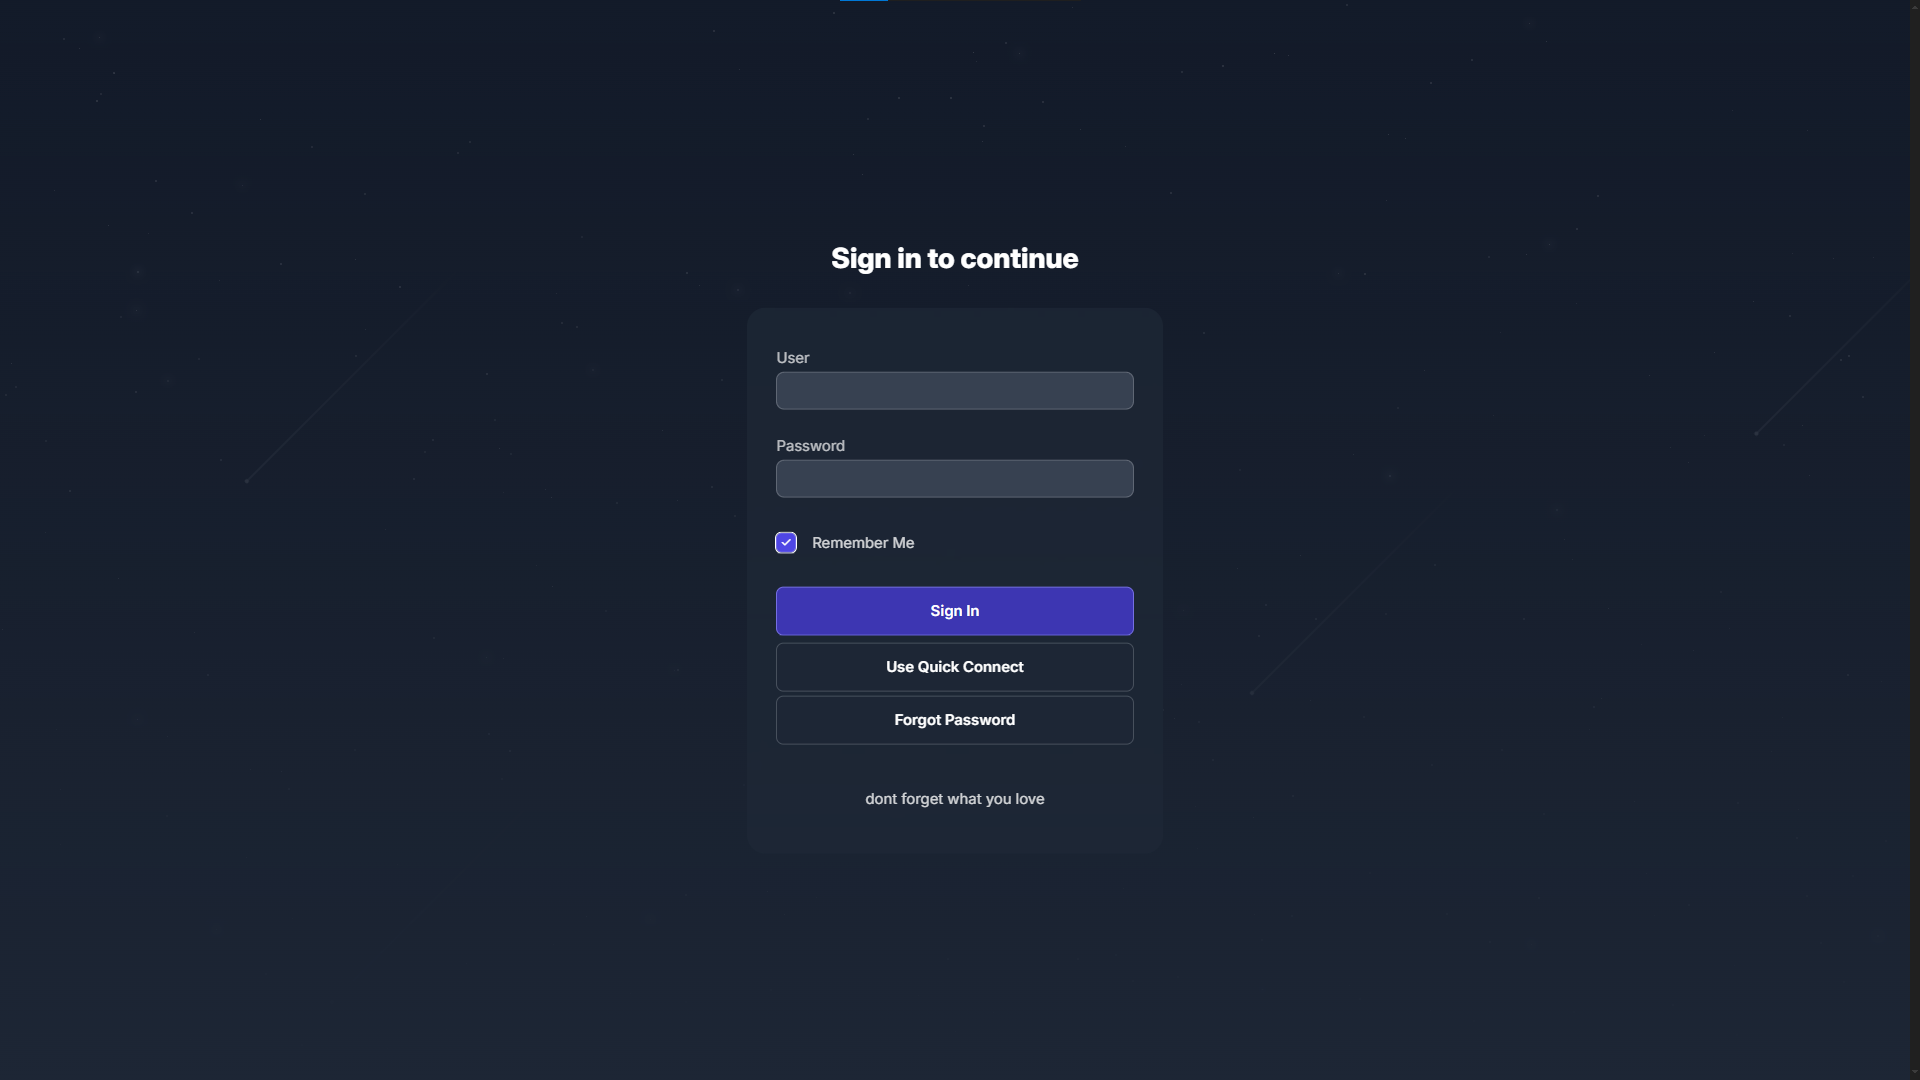 Sign in to continue
User
Password
Remember Me
Sign In
Use Quick Connect
Forgot Password
dont forget what you love